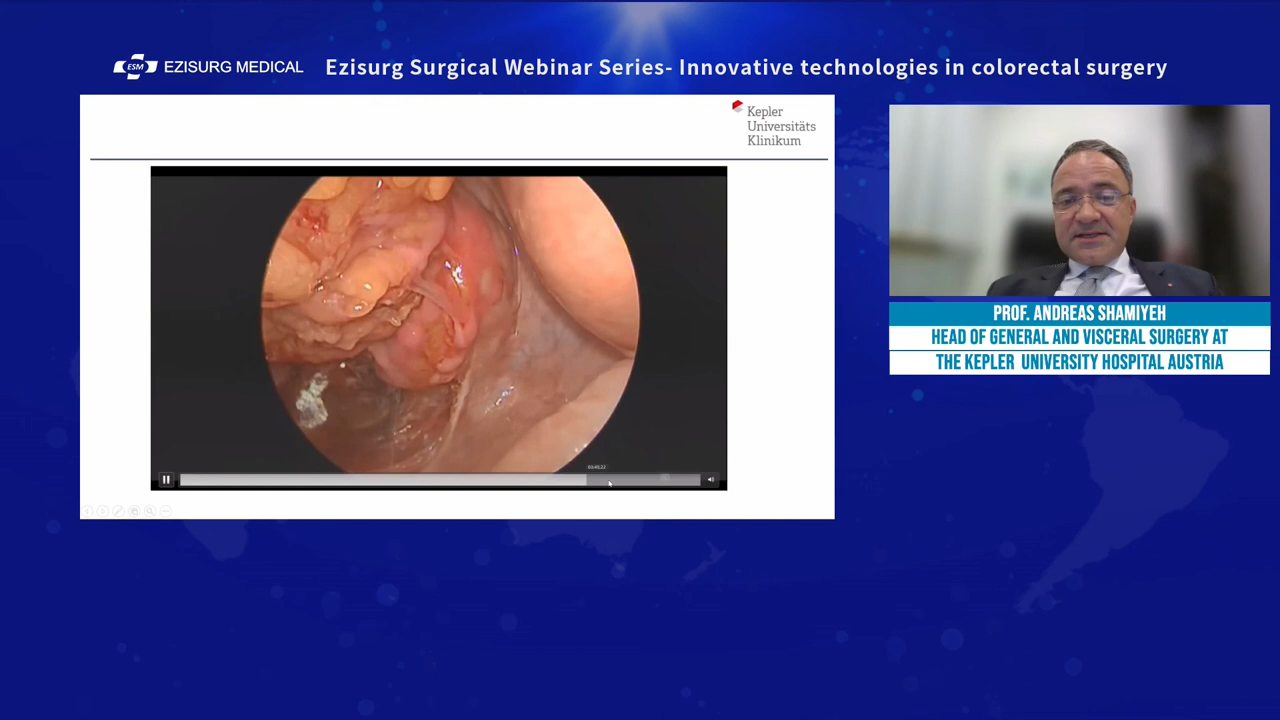 ESM EZISURG MEDICAL
Ezisurg Surgical Webinar Series- Innovative technologies in colorectal surgery
Kepler
Universitäts
Klinikum
PROF. ANDREAS SHAMIYEH
HEAD OF GENERAL AND VISCERAL SURGERY AT
THE KEPLER UNIVERSITY HOSPITAL AUSTRIA